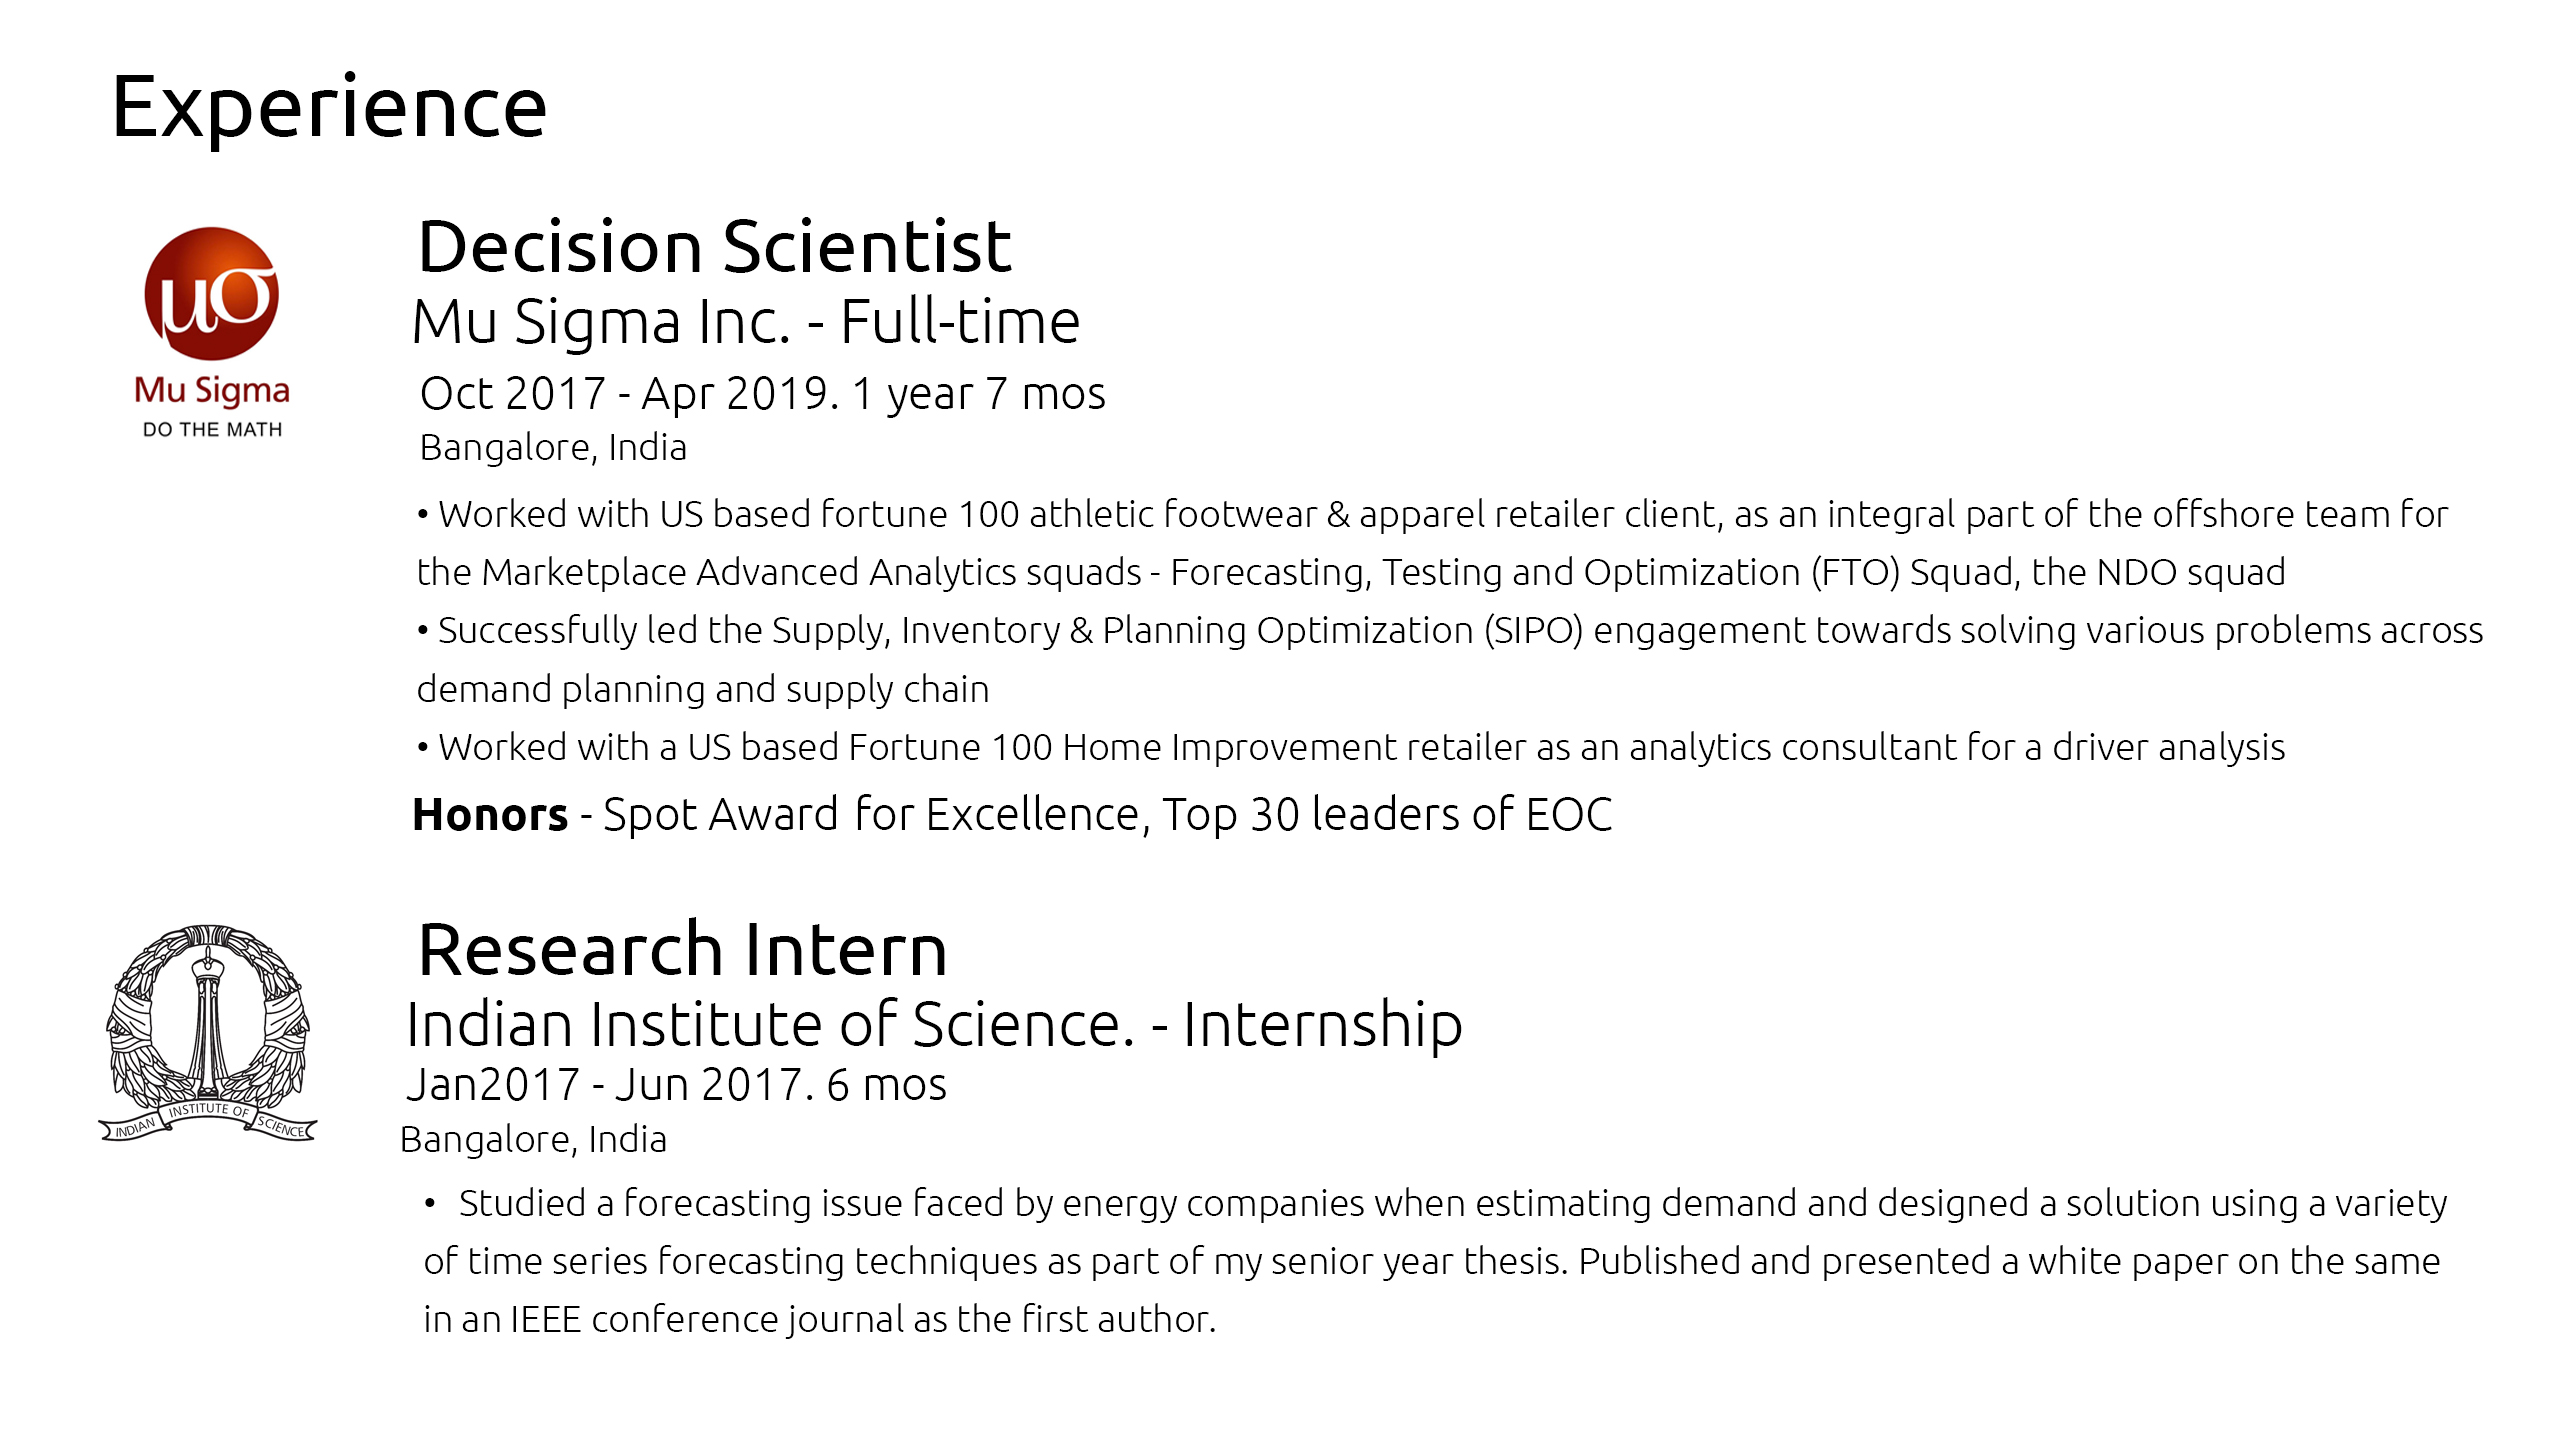 Experience
μσ
Mu Sigma
DO THE MATH
Decision Scientist
Mu Sigma Inc. - Full-time
Oct 2017 - Apr 2019. 1 year 7 mos
Bangalore, India
• Worked with US based fortune 100 athletic footwear & apparel retailer client, as an integral part of the offshore team for
the Marketplace Advanced Analytics squads - Forecasting, Testing and Optimization (FTO) Squad, the NDO squad
• Successfully led the Supply, Inventory & Planning Optimization (SIPO) engagement towards solving various problems across
demand planning and supply chain
• Worked with a US based Fortune 100 Home Improvement retailer as an analytics consultant for a driver analysis
Honors - Spot Award for Excellence, Top 30 leaders of EOC
INDIAN INSTITUTE OF SCIENCE
Research Intern
Indian Institute of Science. - Internship
Jan2017 - Jun 2017. 6 mos
Bangalore, India
• Studied a forecasting issue faced by energy companies when estimating demand and designed a solution using a variety
of time series forecasting techniques as part of my senior year thesis. Published and presented a white paper on the same
in an IEEE conference journal as the first author.